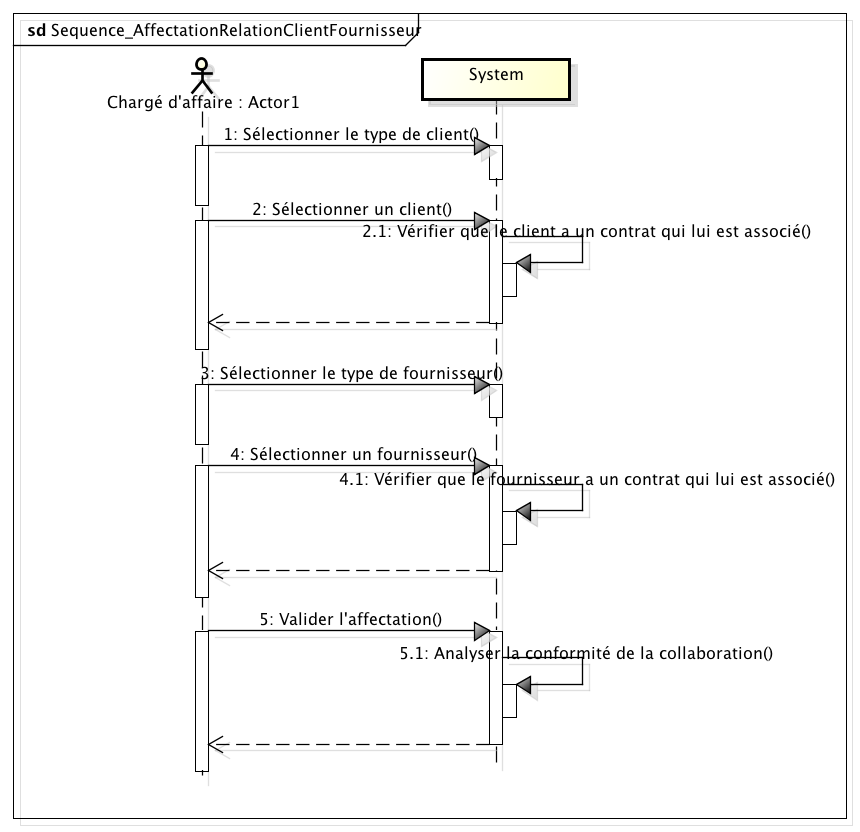 sd Sequence_AffectationRelationClientFournisseur
Chargé d'affaire : Actor1
System
1: Sélectionner le type de client()
2: Sélectionner un client()
2.1: Vérifier que le client a un contrat qui lui est associé()
3: Sélectionner le type de fournisseur()
4: Sélectionner un fournisseur()
4.1: Vérifier que le fournisseur a un contrat qui lui est associé()
5: Valider l'affectation()
5.1: Analyser la conformité de la collaboration()